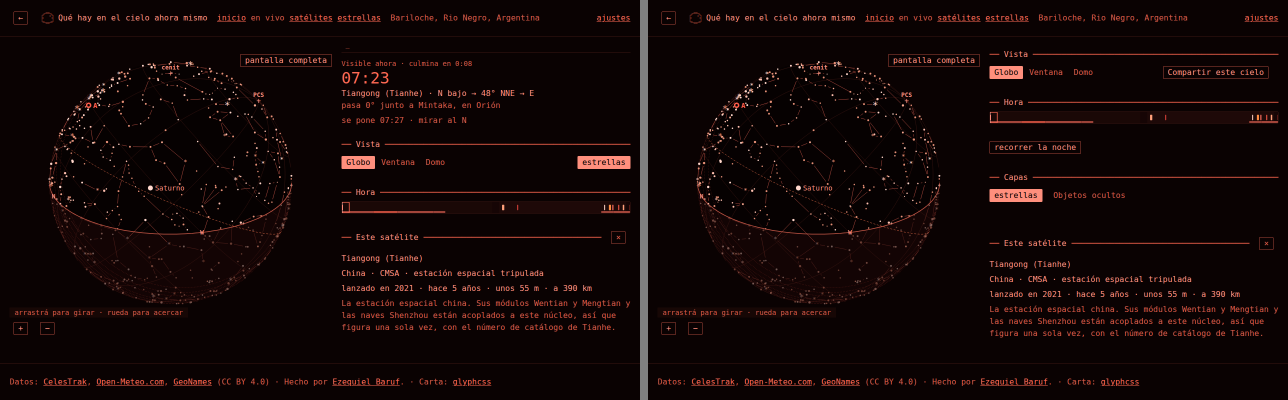 ← Qué hay en el cielo ahora mismo inicio en vivo satélites estrellas Bariloche, Rio Negro, Argentina ajustes
pantalla completa
cenit
PCS
A
Saturno
N
arrastrá para girar · rueda para acercar
+ −
Visible ahora · culmina en 0:08
07:23
Tiangong (Tianhe) · N bajo → 48° NNE → E
pasa 0° junto a Mintaka, en Orión
se pone 07:27 · mirar al N
Vista
Globo Ventana Domo estrellas
Hora
Este satélite ×
Tiangong (Tianhe)
China · CMSA · estación espacial tripulada
lanzado en 2021 · hace 5 años · unos 55 m · a 390 km
La estación espacial china. Sus módulos Wentian y Mengtian y
las naves Shenzhou están acoplados a este núcleo, así que
figura una sola vez, con el número de catálogo de Tianhe.
Datos: CelesTrak, Open-Meteo.com, GeoNames (CC BY 4.0) · Hecho por Ezequiel Baruf. · Carta: glyphcss
← Qué hay en el cielo ahora mismo inicio en vivo satélites estrellas Bariloche, Rio Negro, Argentina ajustes
pantalla completa
cenit
PCS
A
Saturno
N
arrastrá para girar · rueda para acercar
+ −
Vista
Globo Ventana Domo Compartir este cielo
Hora
recorrer la noche
Capas
estrellas Objetos ocultos
Este satélite ×
Tiangong (Tianhe)
China · CMSA · estación espacial tripulada
lanzado en 2021 · hace 5 años · unos 55 m · a 390 km
La estación espacial china. Sus módulos Wentian y Mengtian y
las naves Shenzhou están acoplados a este núcleo, así que
figura una sola vez, con el número de catálogo de Tianhe.
Datos: CelesTrak, Open-Meteo.com, GeoNames (CC BY 4.0) · Hecho por Ezequiel Baruf. · Carta: glyphcss